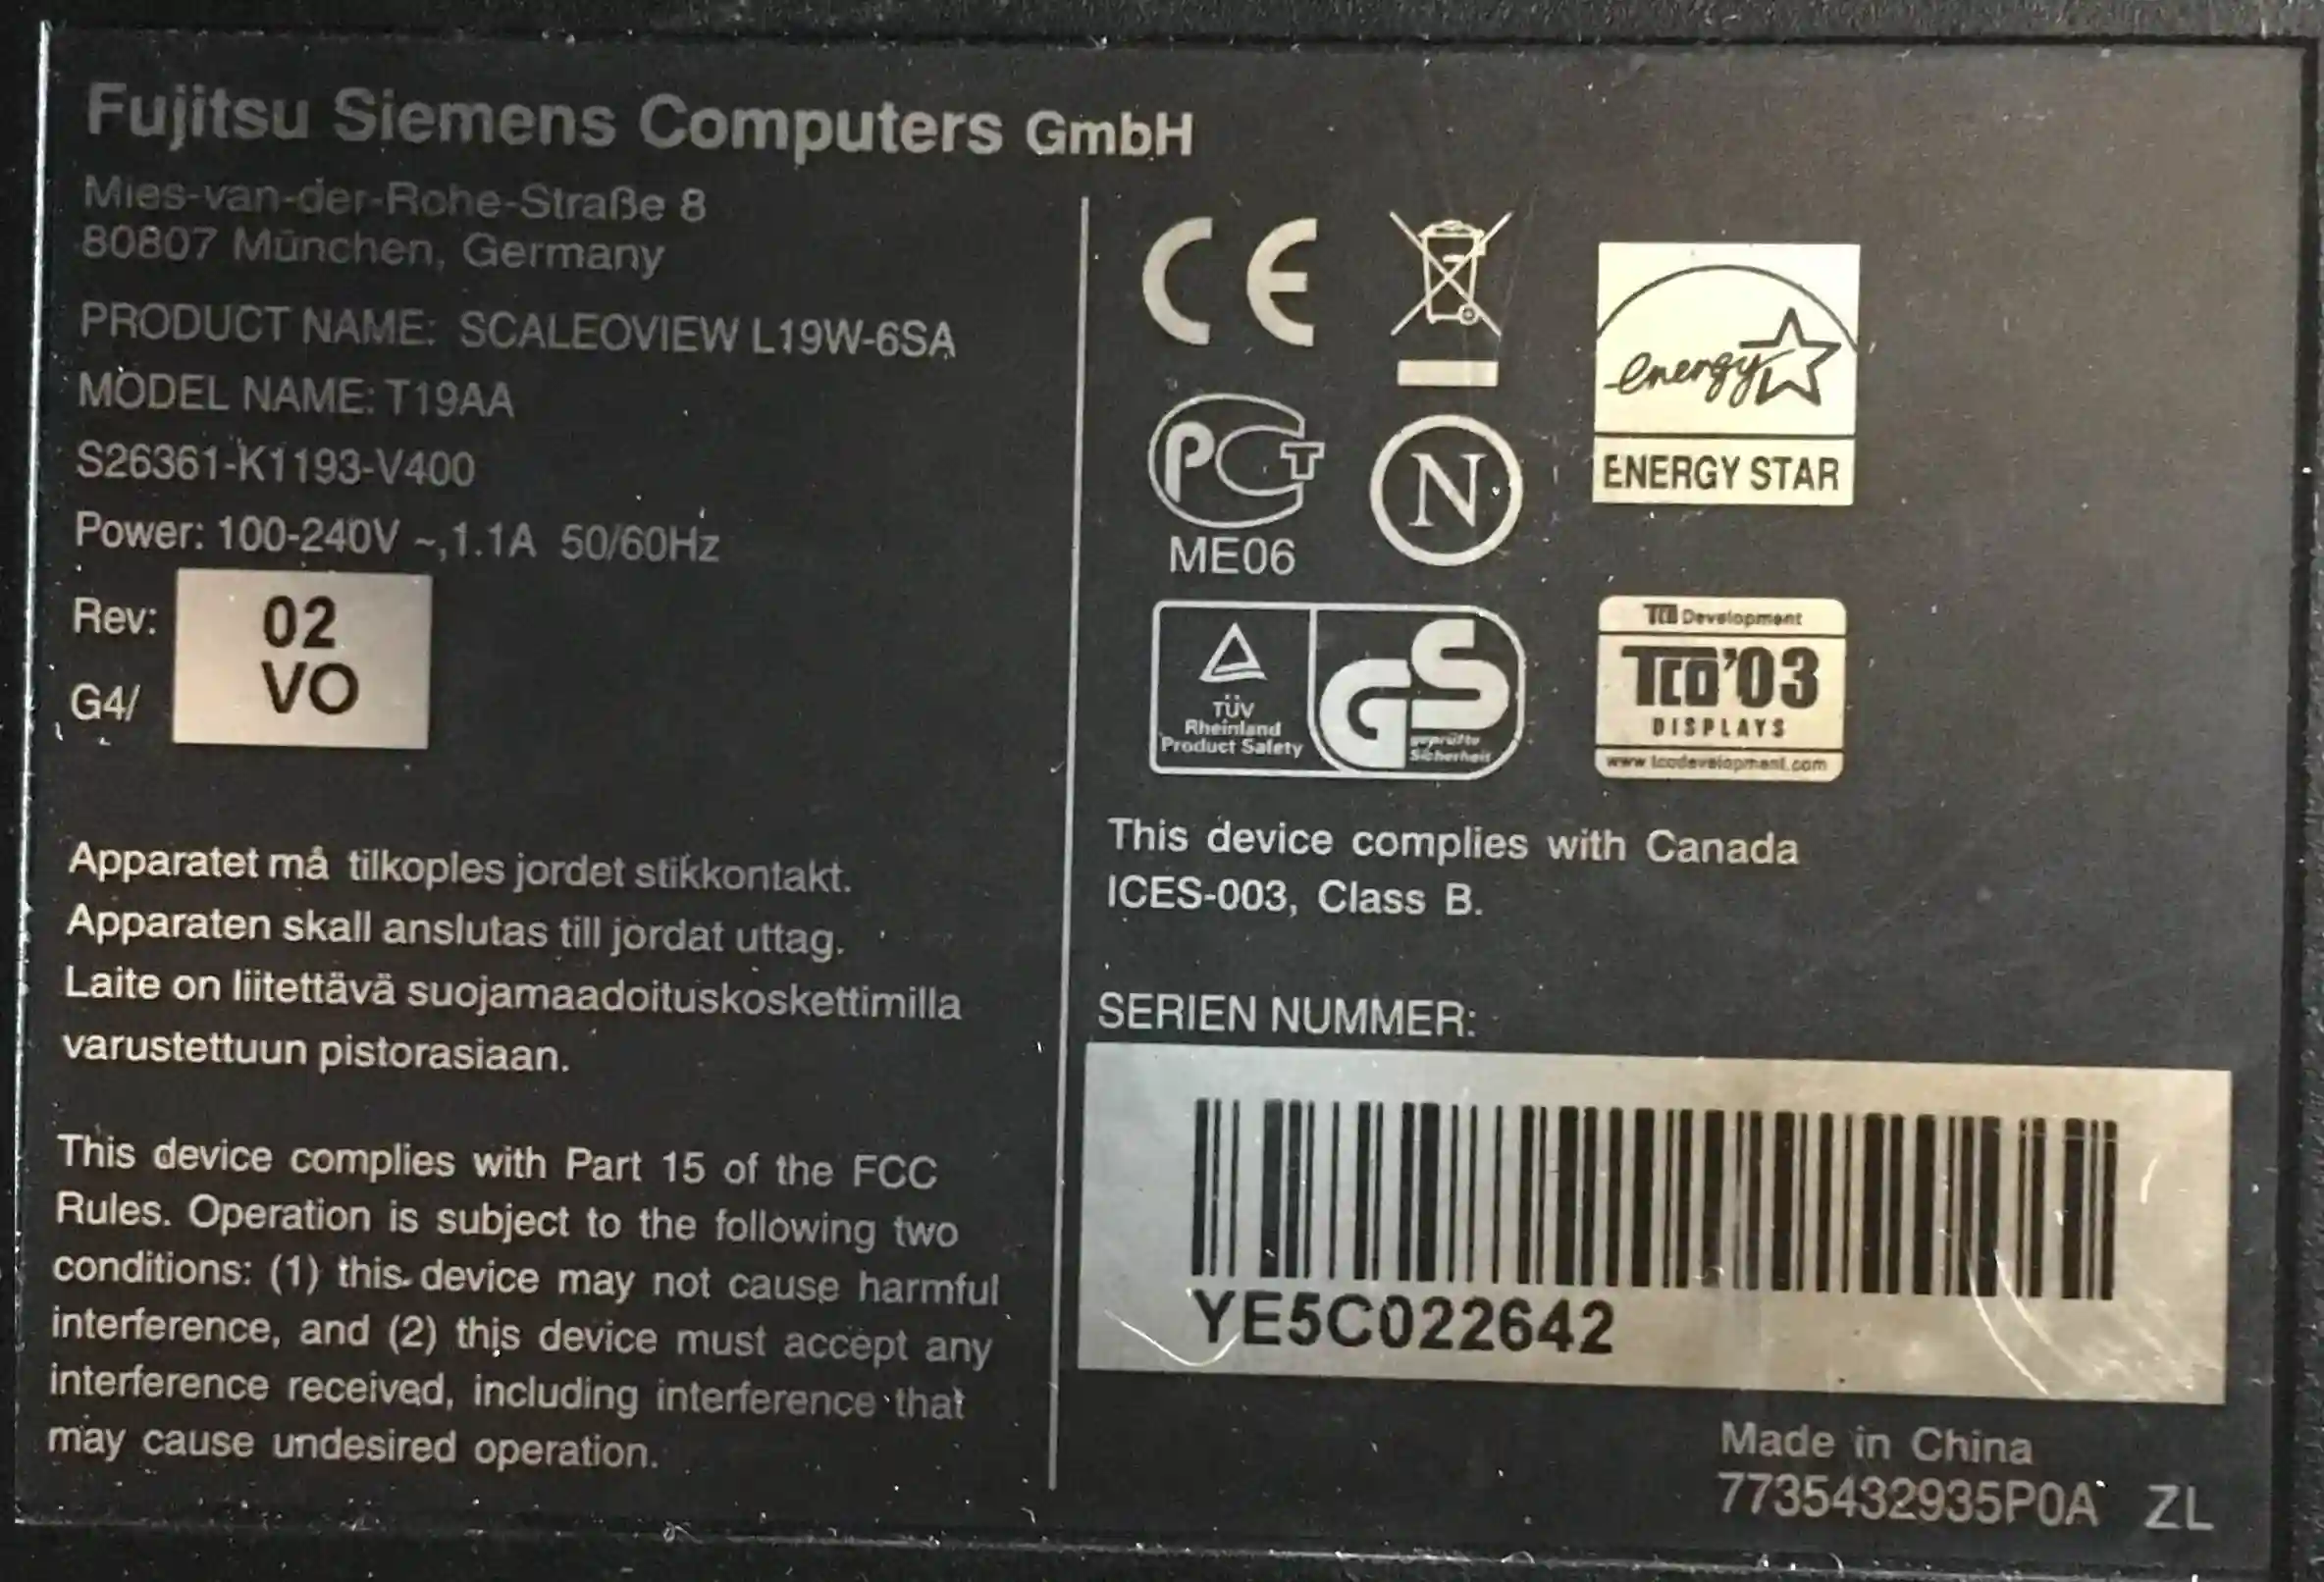 Fujitsu Siemens Computers GmbH
Mies-van-der-Rohe-Straße 8
80807 München, Germany
PRODUCT NAME: SCALEOVIEW L19W-6SA
MODEL NAME: T19AA
S26361-K1193-V400
Power: 100-240V ~,1.1A 50/60Hz
Rev: 02
G4/ VO
Apparatet må tilkoples jordet stikkontakt.
Apparaten skall anslutas till jordat uttag.
Laite on liitettävä suojamaadoituskoskettimilla
varustettuun pistorasiaan.
This device complies with Part 15 of the FCC
Rules. Operation is subject to the following two
conditions: (1) this device may not cause harmful
interference, and (2) this device must accept any
interference received, including interference that
may cause undesired operation.
CE
energy
ENERGY STAR
PCT
ME06
N
TÜV
Rheinland
Product Safety
GS
geprüfte
Sicherheit
TCO Development
TCO'03
DISPLAYS
www.tcodevelopment.com
This device complies with Canada
ICES-003, Class B.
SERIEN NUMMER:
YE5C022642
Made in China
7735432935P0A ZL